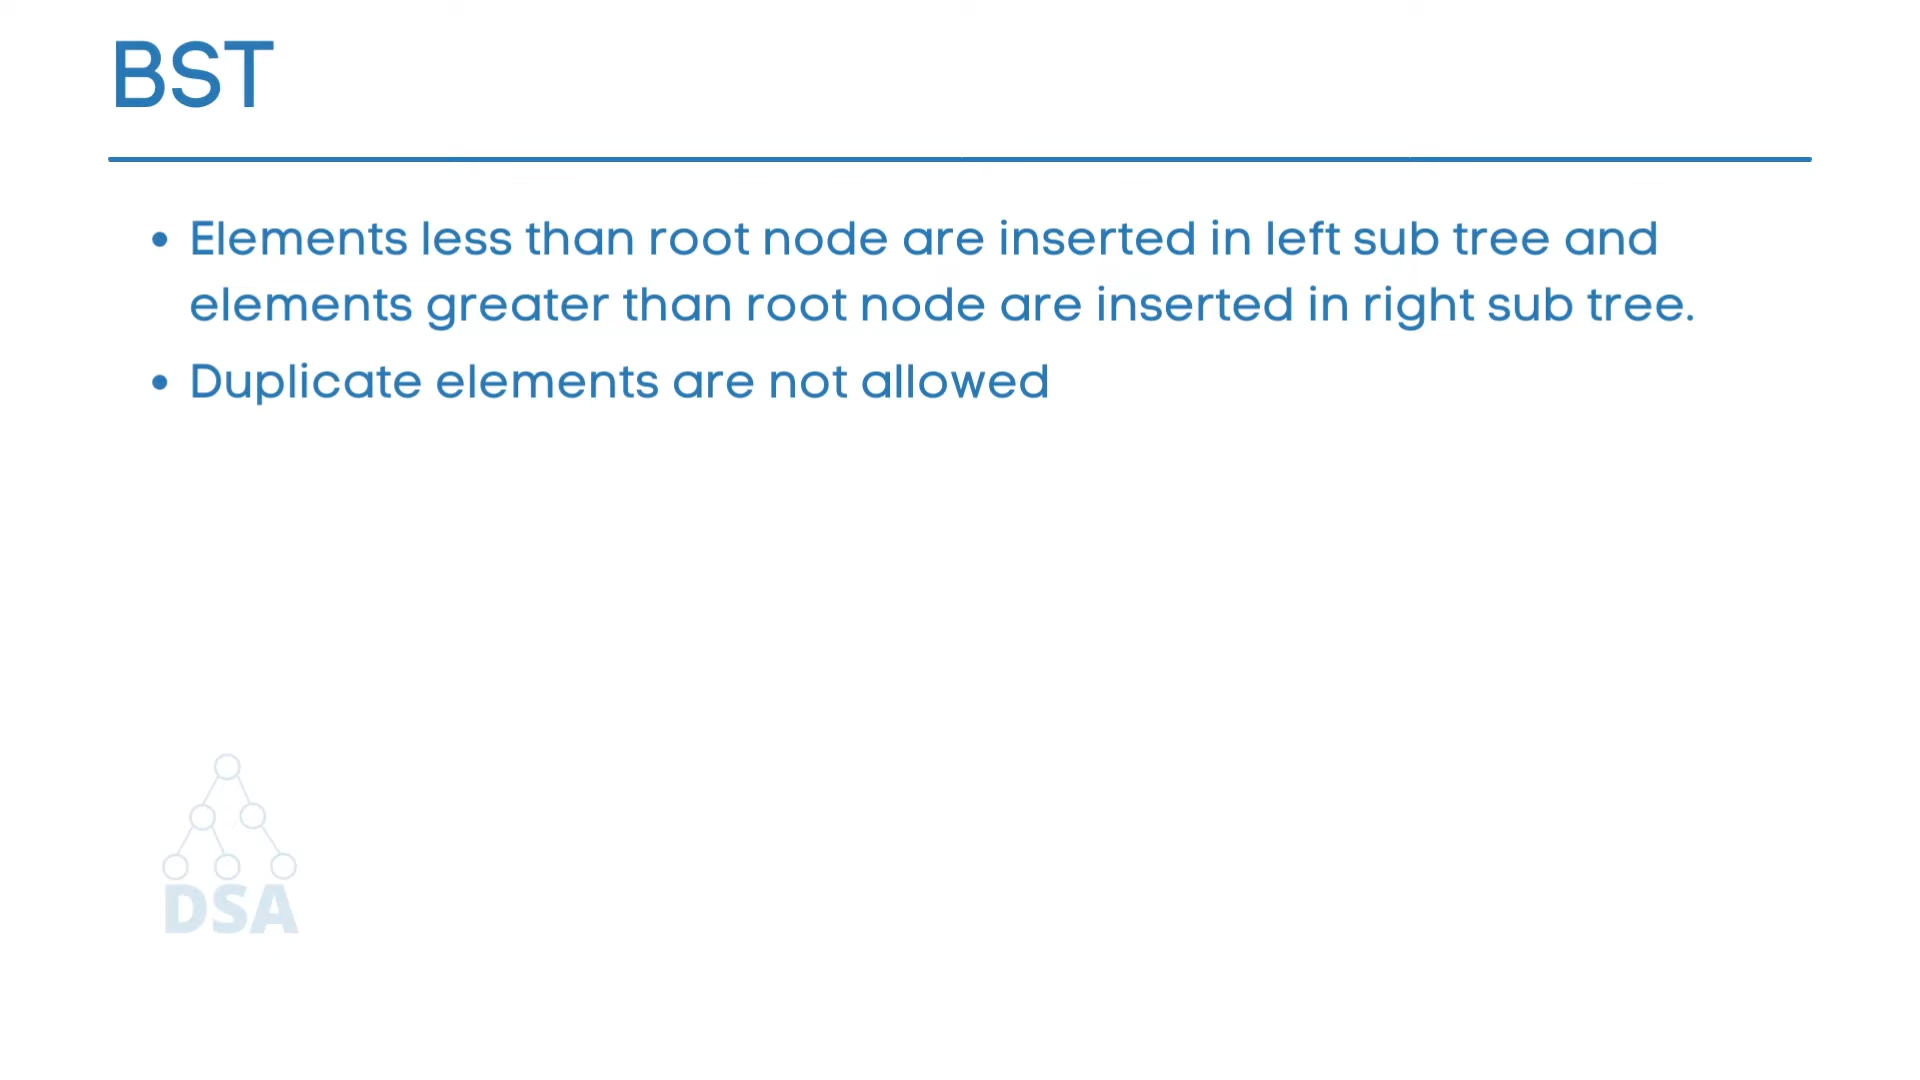 BST
• Elements less than root node are inserted in left sub tree and
elements greater than root node are inserted in right sub tree.
• Duplicate elements are not allowed
DSA